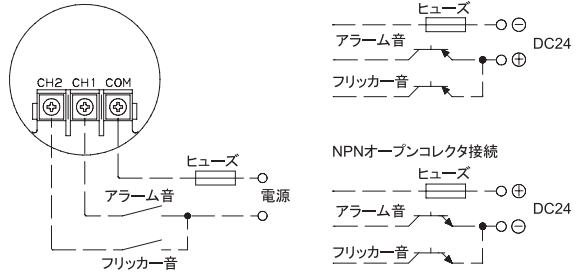 CH2 CH1 COM
ヒューズ
アラーム音
電源
フリッカー音
ヒューズ
⊖
アラーム音
DC24
⊕
フリッカー音
NPNオープンコレクタ接続
ヒューズ
⊕
アラーム音
DC24
⊖
フリッカー音